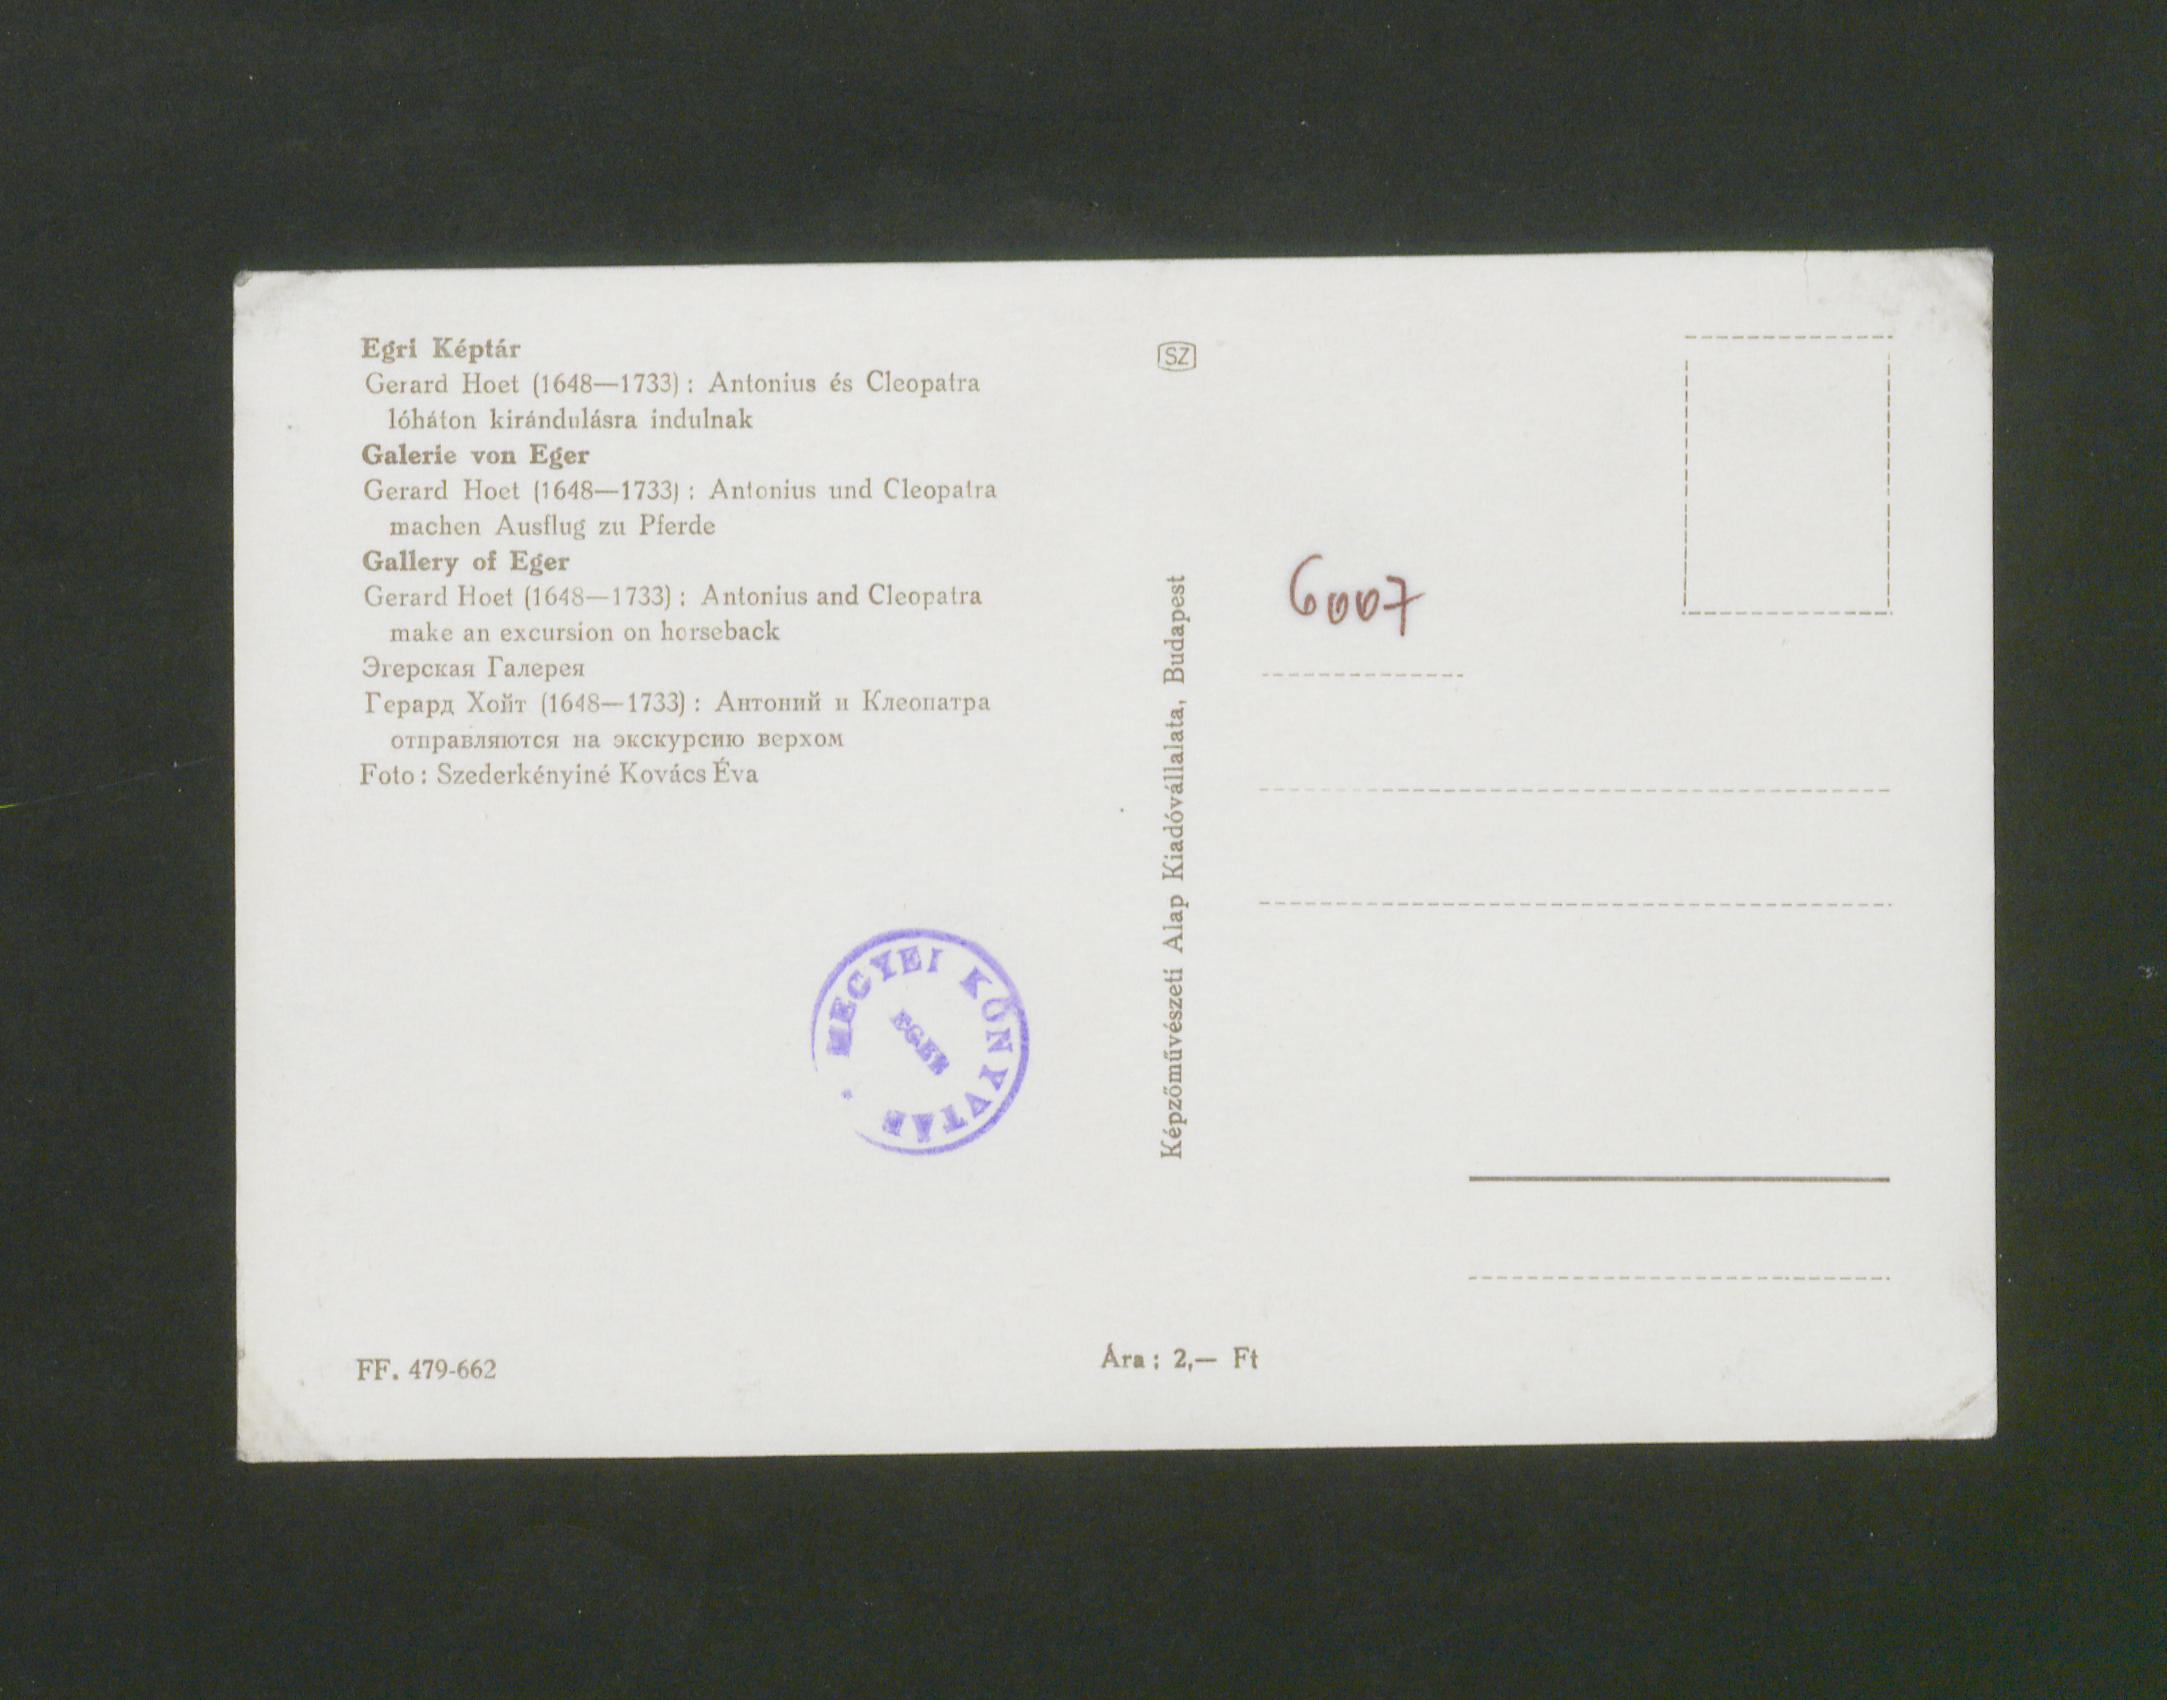 Egri Képtár
Gerard Hoet (1648—1733): Antonius és Cleopatra
lóháton kirándulásra indulnak
Galerie von Eger
Gerard Hoet (1648—1733): Antonius und Cleopatra
machen Ausflug zu Pferde
Gallery of Eger
Gerard Hoet (1648—1733): Antonius and Cleopatra
make an excursion on horseback
Эгерская Галерея
Герард Хойт (1648—1733): Антоний и Клеопатра
отправляются на экскурсию верхом
Foto: Szederkényiné Kovács Éva
MEGYEI KÖNYVTÁR
EGER
FF. 479-662
SZ
Képzőművészeti Alap Kiadóvállalata, Budapest
Ára: 2,— Ft
6007